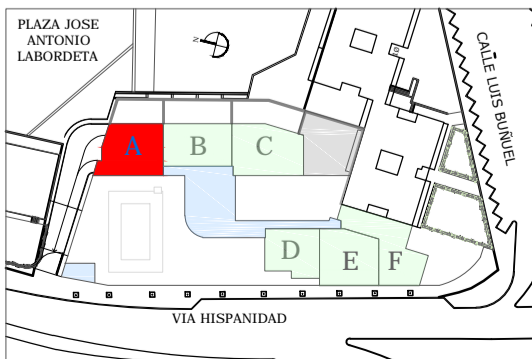 PLAZA JOSE
ANTONIO
LABORDETA
N
CALLE LUIS BUÑUEL
A
B
C
D
E
F
VIA HISPANIDAD